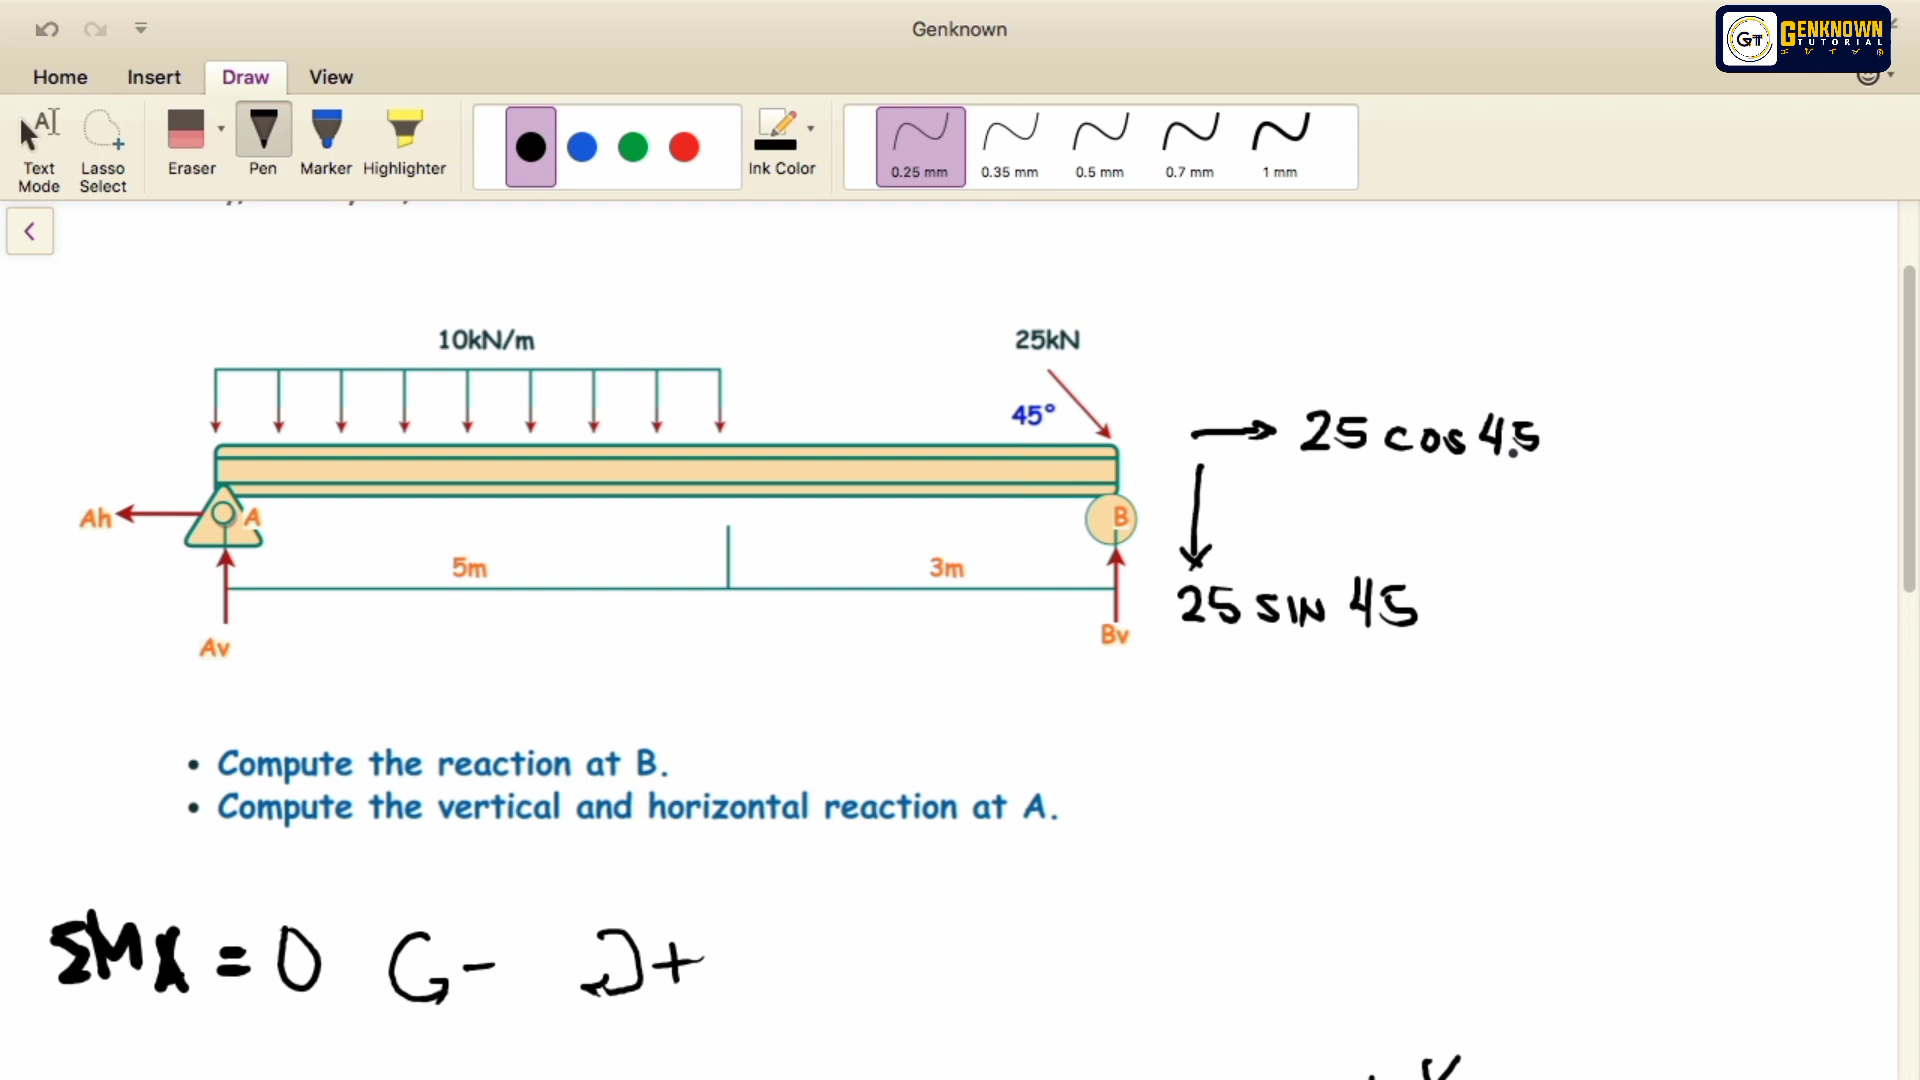 Genknown
GT GENKNOWN
TUTORIAL
Home Insert Draw View
Text Mode Lasso Select Eraser Pen Marker Highlighter Ink Color 0.25 mm 0.35 mm 0.5 mm 0.7 mm 1 mm
10kN/m 25kN
45°
25 cos 45
Ah A B
5m 3m
25 sin 45
Av Bv
• Compute the reaction at B.
• Compute the vertical and horizontal reaction at A.
= 0 - +